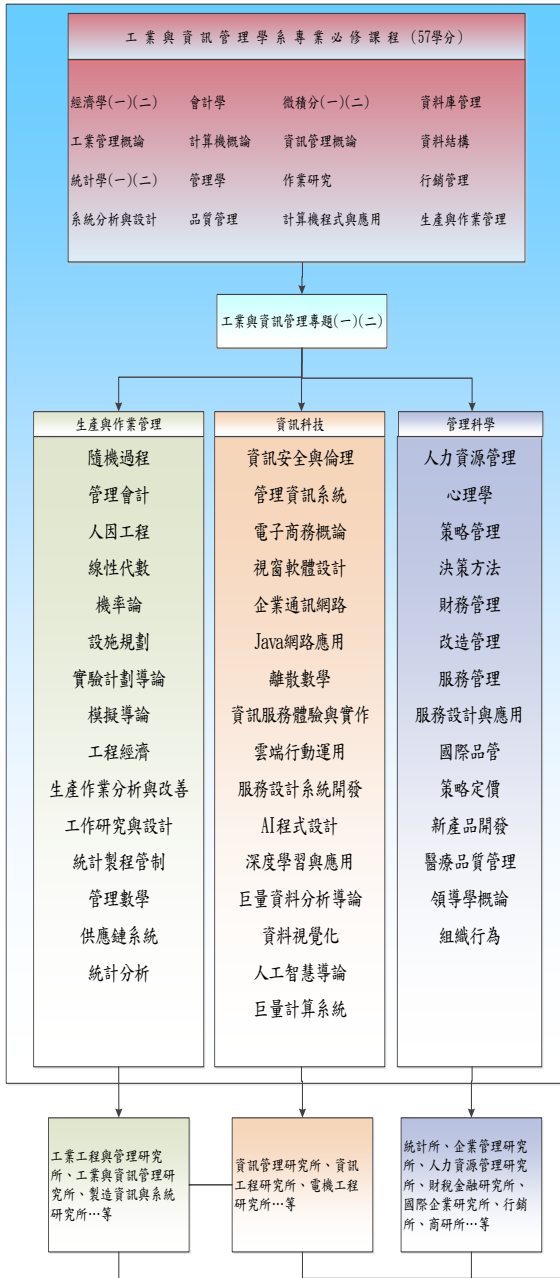 工業與資訊管理學系專業必修課程(57學分)
經濟學(一)(二) 會計學 微積分(一)(二) 資料庫管理
工業管理概論 計算機概論 資訊管理概論 資料結構
統計學(一)(二) 管理學 作業研究 行銷管理
系統分析與設計 品質管理 計算機程式與應用 生產與作業管理
工業與資訊管理專題(一)(二)
生產與作業管理
隨機過程
管理會計
人因工程
線性代數
機率論
設施規劃
實驗計劃導論
模擬導論
工程經濟
生產作業分析與改善
工作研究與設計
統計製程管制
管理數學
供應鏈系統
統計分析
資訊科技
資訊安全與倫理
管理資訊系統
電子商務概論
視窗軟體設計
企業通訊網路
Java網路應用
離散數學
資訊服務體驗與實作
雲端行動運用
服務設計系統開發
AI程式設計
深度學習與應用
巨量資料分析導論
資料視覺化
人工智慧導論
巨量計算系統
管理科學
人力資源管理
心理學
策略管理
決策方法
財務管理
改造管理
服務管理
服務設計與應用
國際品管
策略定價
新產品開發
醫療品質管理
領導學概論
組織行為
工業工程與管理研究
所、工業與資訊管理研
究所、製造資訊與系統
研究所…等
資訊管理研究所、資訊
工程研究所、電機工程
研究所…等
統計所、企業管理研究
所、人力資源管理研究
所、財稅金融研究所、
國際企業研究所、行銷
所、商研所…等